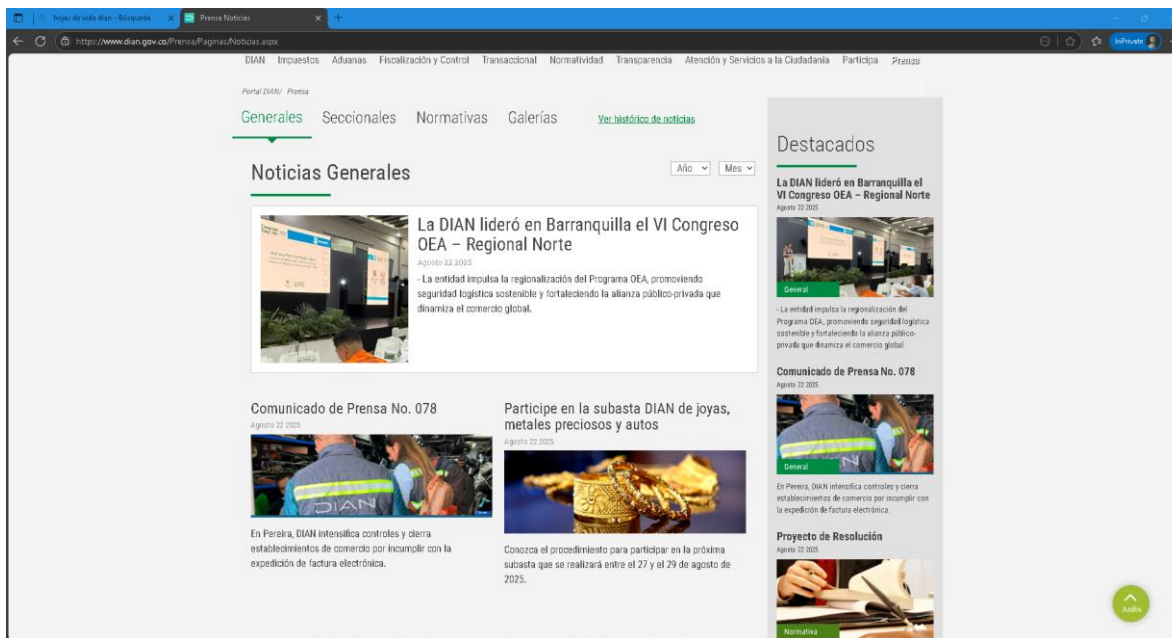 hojas de vida dian - Búsqueda
Prensa Noticias
https://www.dian.gov.co/Prensa/Paginas/Noticias.aspx
InPrivate
DIAN Impuestos Aduanas Fiscalización y Control Transaccional Normatividad Transparencia Atención y Servicios a la Ciudadanía Participa Prensa
Portal DIAN/ Prensa
Generales Seccionales Normativas Galerías Ver histórico de noticias
Noticias Generales
Año Mes
La DIAN lideró en Barranquilla el VI Congreso
OEA – Regional Norte
Agosto 22 2025
- La entidad impulsa la regionalización del Programa OEA, promoviendo
seguridad logística sostenible y fortaleciendo la alianza público-privada que
dinamiza el comercio global.
Comunicado de Prensa No. 078
Agosto 22 2025
DIAN
En Pereira, DIAN intensifica controles y cierra
establecimientos de comercio por incumplir con la
expedición de factura electrónica.
Participe en la subasta DIAN de joyas,
metales preciosos y autos
Agosto 22 2025
Conozca el procedimiento para participar en la próxima
subasta que se realizará entre el 27 y el 29 de agosto de
2025.
Destacados
La DIAN lideró en Barranquilla el
VI Congreso OEA – Regional Norte
Agosto 22 2025
General
- La entidad impulsa la regionalización del
Programa OEA, promoviendo seguridad logística
sostenible y fortaleciendo la alianza público-
privada que dinamiza el comercio global.
Comunicado de Prensa No. 078
Agosto 22 2025
General
En Pereira, DIAN intensifica controles y cierra
establecimientos de comercio por incumplir con
la expedición de factura electrónica.
Proyecto de Resolución
Agosto 22 2025
Normativa
Arriba